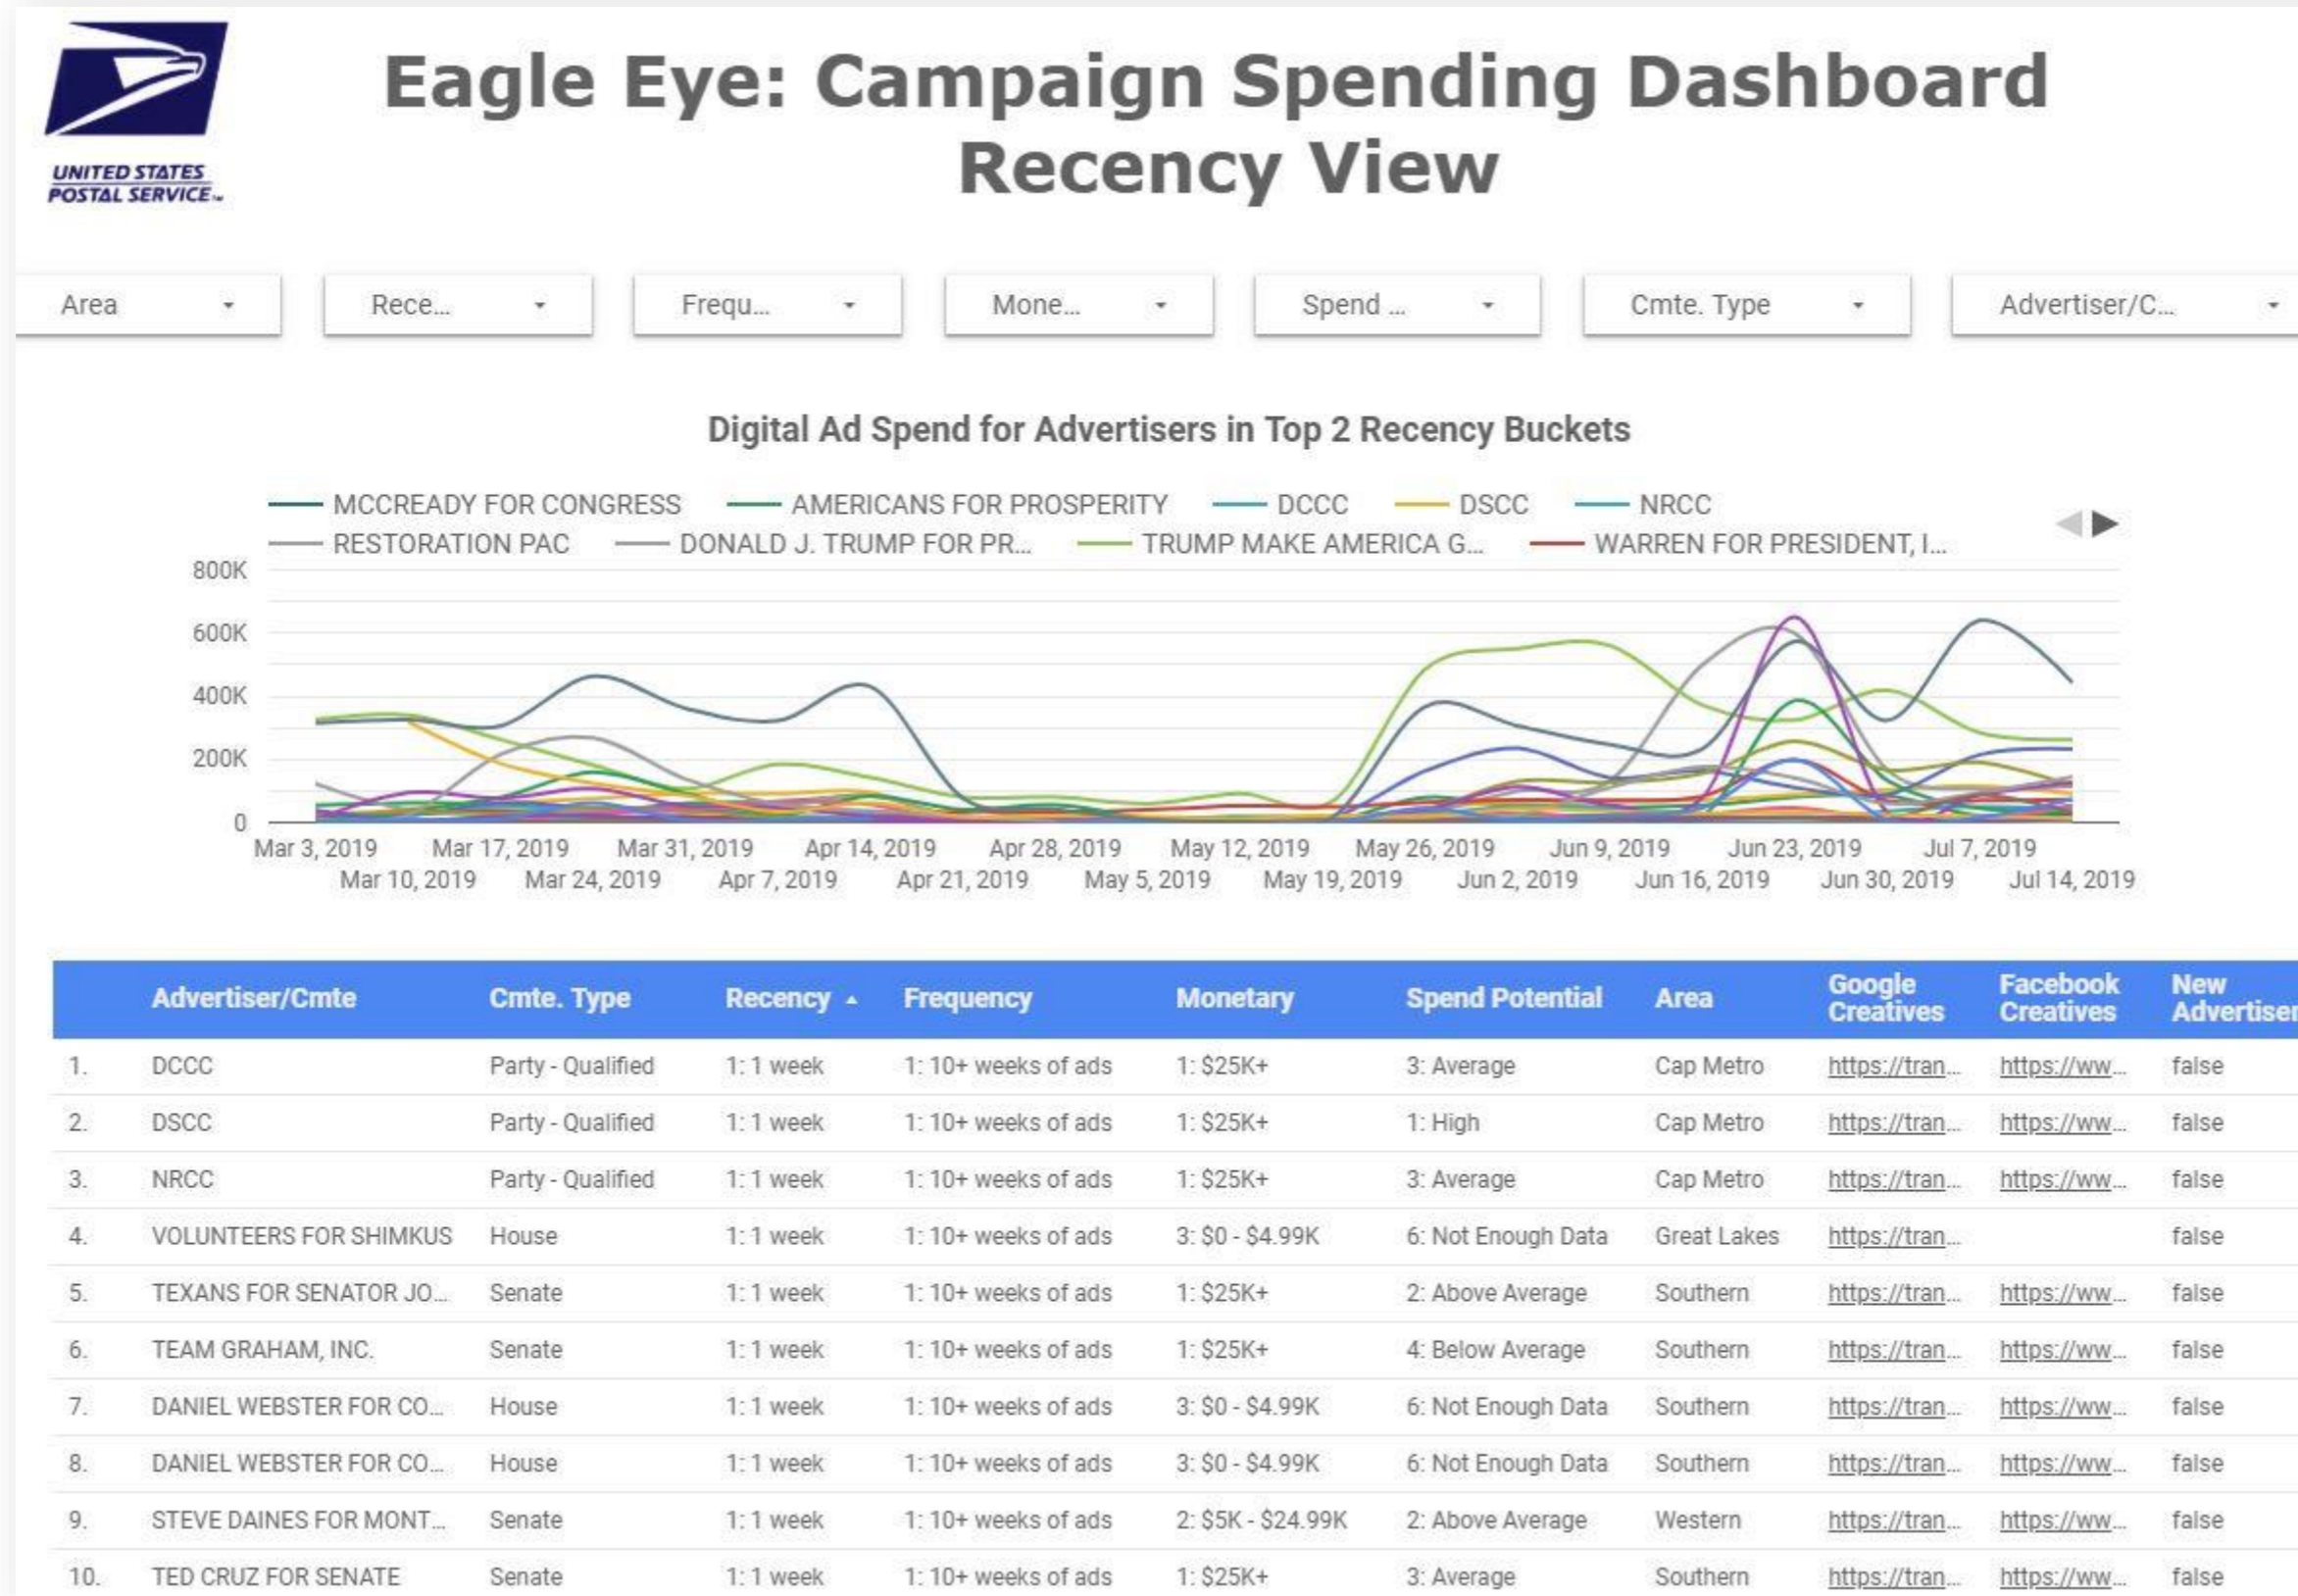 UNITED STATES
POSTAL SERVICE™
Eagle Eye: Campaign Spending Dashboard
Recency View
Area Rece... Frequ... Mone... Spend ... Cmte. Type Advertiser/C...
Digital Ad Spend for Advertisers in Top 2 Recency Buckets
MCCREADY FOR CONGRESS AMERICANS FOR PROSPERITY DCCC DSCC NRCC
RESTORATION PAC DONALD J. TRUMP FOR PR... TRUMP MAKE AMERICA G... WARREN FOR PRESIDENT, I...
800K
600K
400K
200K
0
Mar 3, 2019 Mar 17, 2019 Mar 31, 2019 Apr 14, 2019 Apr 28, 2019 May 12, 2019 May 26, 2019 Jun 9, 2019 Jun 23, 2019 Jul 7, 2019
Mar 10, 2019 Mar 24, 2019 Apr 7, 2019 Apr 21, 2019 May 5, 2019 May 19, 2019 Jun 2, 2019 Jun 16, 2019 Jun 30, 2019 Jul 14, 2019
Advertiser/Cmte Cmte. Type Recency Frequency Monetary Spend Potential Area Google Creatives Facebook Creatives New Advertiser
1. DCCC Party - Qualified 1: 1 week 1: 10+ weeks of ads 1: $25K+ 3: Average Cap Metro https://tran... https://ww... false
2. DSCC Party - Qualified 1: 1 week 1: 10+ weeks of ads 1: $25K+ 1: High Cap Metro https://tran... https://ww... false
3. NRCC Party - Qualified 1: 1 week 1: 10+ weeks of ads 1: $25K+ 3: Average Cap Metro https://tran... https://ww... false
4. VOLUNTEERS FOR SHIMKUS House 1: 1 week 1: 10+ weeks of ads 3: $0 - $4.99K 6: Not Enough Data Great Lakes https://tran... false
5. TEXANS FOR SENATOR JO... Senate 1: 1 week 1: 10+ weeks of ads 1: $25K+ 2: Above Average Southern https://tran... https://ww... false
6. TEAM GRAHAM, INC. Senate 1: 1 week 1: 10+ weeks of ads 1: $25K+ 4: Below Average Southern https://tran... https://ww... false
7. DANIEL WEBSTER FOR CO... House 1: 1 week 1: 10+ weeks of ads 3: $0 - $4.99K 6: Not Enough Data Southern https://tran... https://ww... false
8. DANIEL WEBSTER FOR CO... House 1: 1 week 1: 10+ weeks of ads 3: $0 - $4.99K 6: Not Enough Data Southern https://tran... https://ww... false
9. STEVE DAINES FOR MONT... Senate 1: 1 week 1: 10+ weeks of ads 2: $5K - $24.99K 2: Above Average Western https://tran... https://ww... false
10. TED CRUZ FOR SENATE Senate 1: 1 week 1: 10+ weeks of ads 1: $25K+ 3: Average Southern https://tran... https://ww... false